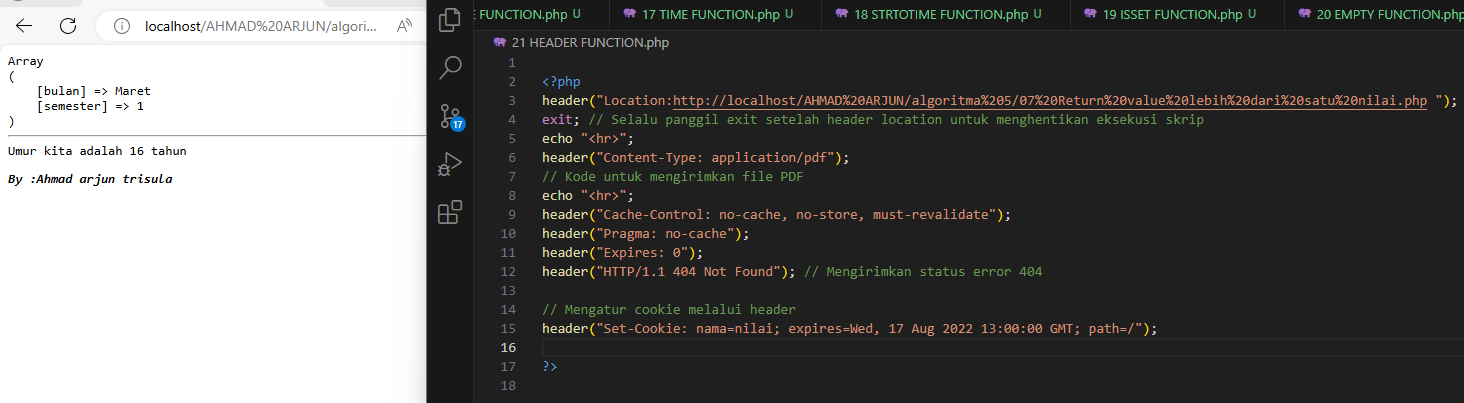 localhost/AHMAD%20ARJUN/algori...
Array
(
    [bulan] => Maret
    [semester] => 1
)
Umur kita adalah 16 tahun
By :Ahmad arjun trisula
17
FUNCTION.php U
17 TIME FUNCTION.php U
18 STRTOTIME FUNCTION.php U
19 ISSET FUNCTION.php U
20 EMPTY FUNCTION.php
21 HEADER FUNCTION.php
1
2 <?php
3 header("Location:http://localhost/AHMAD%20ARJUN/algoritma%205/07%20Return%20value%20lebih%20dari%20satu%20nilai.php ");
4 exit; // Selalu panggil exit setelah header location untuk menghentikan eksekusi skrip
5 echo "<hr>";
6 header("Content-Type: application/pdf");
7 // Kode untuk mengirimkan file PDF
8 echo "<hr>";
9 header("Cache-Control: no-cache, no-store, must-revalidate");
10 header("Pragma: no-cache");
11 header("Expires: 0");
12 header("HTTP/1.1 404 Not Found"); // Mengirimkan status error 404
13
14 // Mengatur cookie melalui header
15 header("Set-Cookie: nama=nilai; expires=Wed, 17 Aug 2022 13:00:00 GMT; path=/");
16
17 ?>
18